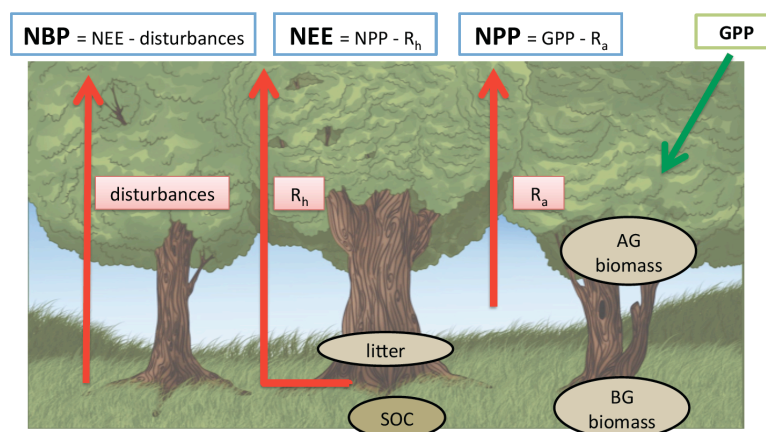 NBP = NEE - disturbances
NEE = NPP - Rh
NPP = GPP - Ra
GPP
disturbances
Rh
Ra
AG
biomass
litter
SOC
BG
biomass